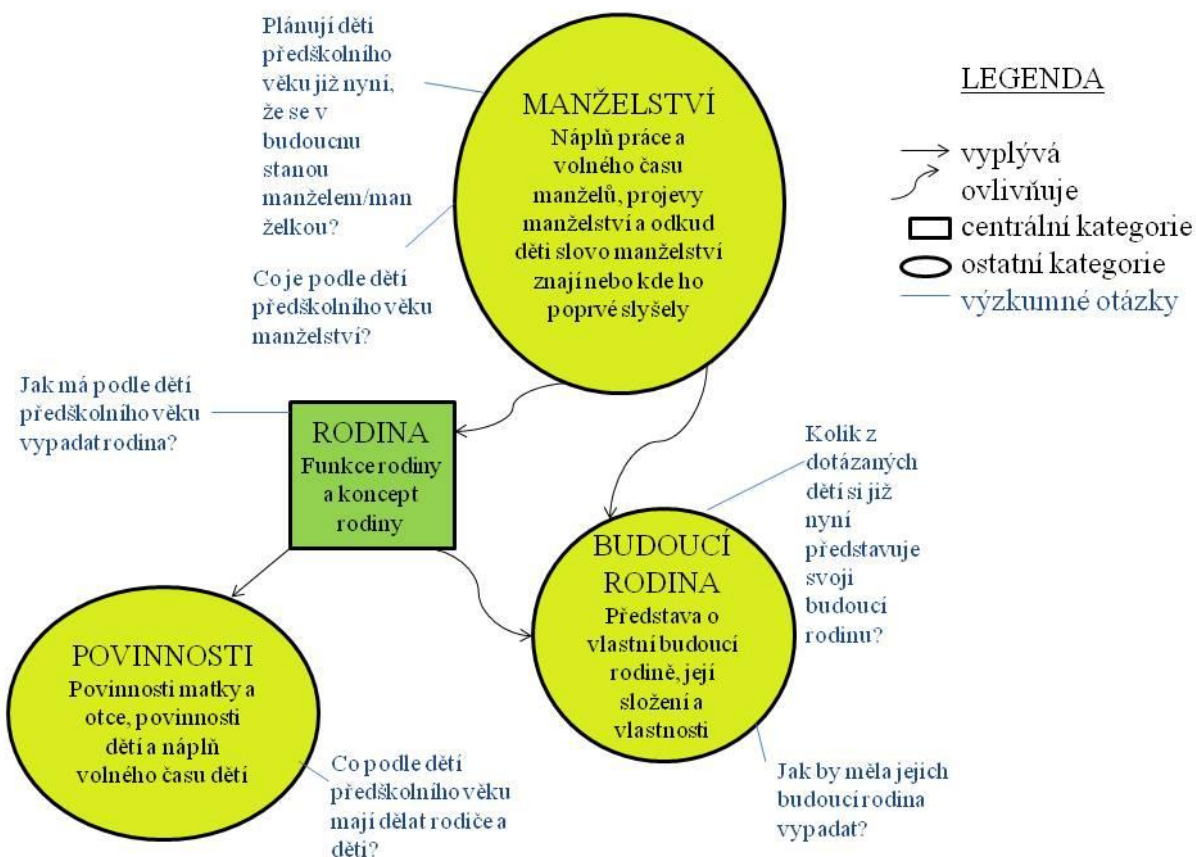 Plánují děti
předškolního
věku již nyní,
že se v
budoucnu
stanou
manželem/man
želkou?
Co je podle dětí
předškolního věku
manželství?
MANŽELSTVÍ
Náplň práce a
volného času
manželů, projevy
manželství a odkud
děti slovo manželství
znají nebo kde ho
poprvé slyšely
LEGENDA
vyplývá
ovlivňuje
centrální kategorie
ostatní kategorie
výzkumné otázky
Jak má podle dětí
předškolního věku
vypadat rodina?
RODINA
Funkce rodiny
a koncept
rodiny
Kolik z
dotázaných
dětí si již
nyní
představuje
svoji
budoucí
rodinu?
BUDOUCÍ
RODINA
Představa o
vlastní budoucí
rodině, její
složení a
vlastnosti
POVINNOSTI
Povinnosti matky a
otce, povinnosti
dětí a náplň
volného času dětí
Co podle dětí
předškolního věku
mají dělat rodiče a
děti?
Jak by měla jejich
budoucí rodina
vypadat?